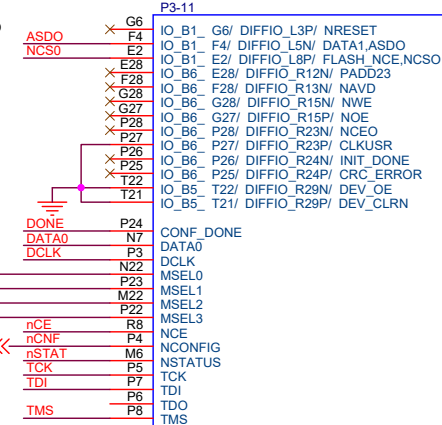 P3-11
G6 IO_B1_ G6/ DIFFIO_L3P/ NRESET
ASDO F4 IO_B1_ F4/ DIFFIO_L5N/ DATA1,ASDO
NCS0 E2 IO_B1_ E2/ DIFFIO_L8P/ FLASH_NCE,NCSO
E28 IO_B6_ E28/ DIFFIO_R12N/ PADD23
F28 IO_B6_ F28/ DIFFIO_R13N/ NAVD
G28 IO_B6_ G28/ DIFFIO_R15N/ NWE
G27 IO_B6_ G27/ DIFFIO_R15P/ NOE
P28 IO_B6_ P28/ DIFFIO_R23N/ NCEO
P27 IO_B6_ P27/ DIFFIO_R23P/ CLKUSR
P26 IO_B6_ P26/ DIFFIO_R24N/ INIT_DONE
P25 IO_B6_ P25/ DIFFIO_R24P/ CRC_ERROR
T22 IO_B5_ T22/ DIFFIO_R29N/ DEV_OE
T21 IO_B5_ T21/ DIFFIO_R29P/ DEV_CLRN
DONE P24 CONF_DONE
DATA0 N7 DATA0
DCLK P3 DCLK
N22 MSEL0
P23 MSEL1
M22 MSEL2
P22 MSEL3
nCE R8 NCE
nCNF P4 NCONFIG
nSTAT M6 NSTATUS
TCK P5 TCK
TDI P7 TDI
P6 TDO
TMS P8 TMS